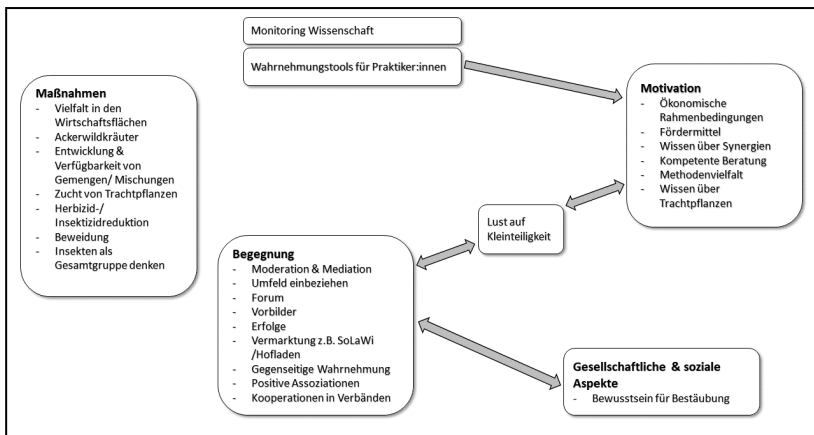 Monitoring Wissenschaft
Wahrnehmungstools für Praktiker:innen
Maßnahmen
- Vielfalt in den
Wirtschaftsflächen
- Ackerwildkräuter
- Entwicklung &
Verfügbarkeit von
Gemengen/ Mischungen
- Zucht von Trachtpflanzen
- Herbizid-/
Insektizidreduktion
- Beweidung
- Insekten als
Gesamtgruppe denken
Motivation
- Ökonomische
Rahmenbedingungen
- Fördermittel
- Wissen über Synergien
- Kompetente Beratung
- Methodenvielfalt
- Wissen über
Trachtpflanzen
Lust auf
Kleinteiligkeit
Begegnung
- Moderation & Mediation
- Umfeld einbeziehen
- Forum
- Vorbilder
- Erfolge
- Vermarktung z.B. SoLaWi
/Hofladen
- Gegenseitige Wahrnehmung
- Positive Assoziationen
- Kooperationen in Verbänden
Gesellschaftliche & soziale
Aspekte
- Bewusstsein für Bestäubung